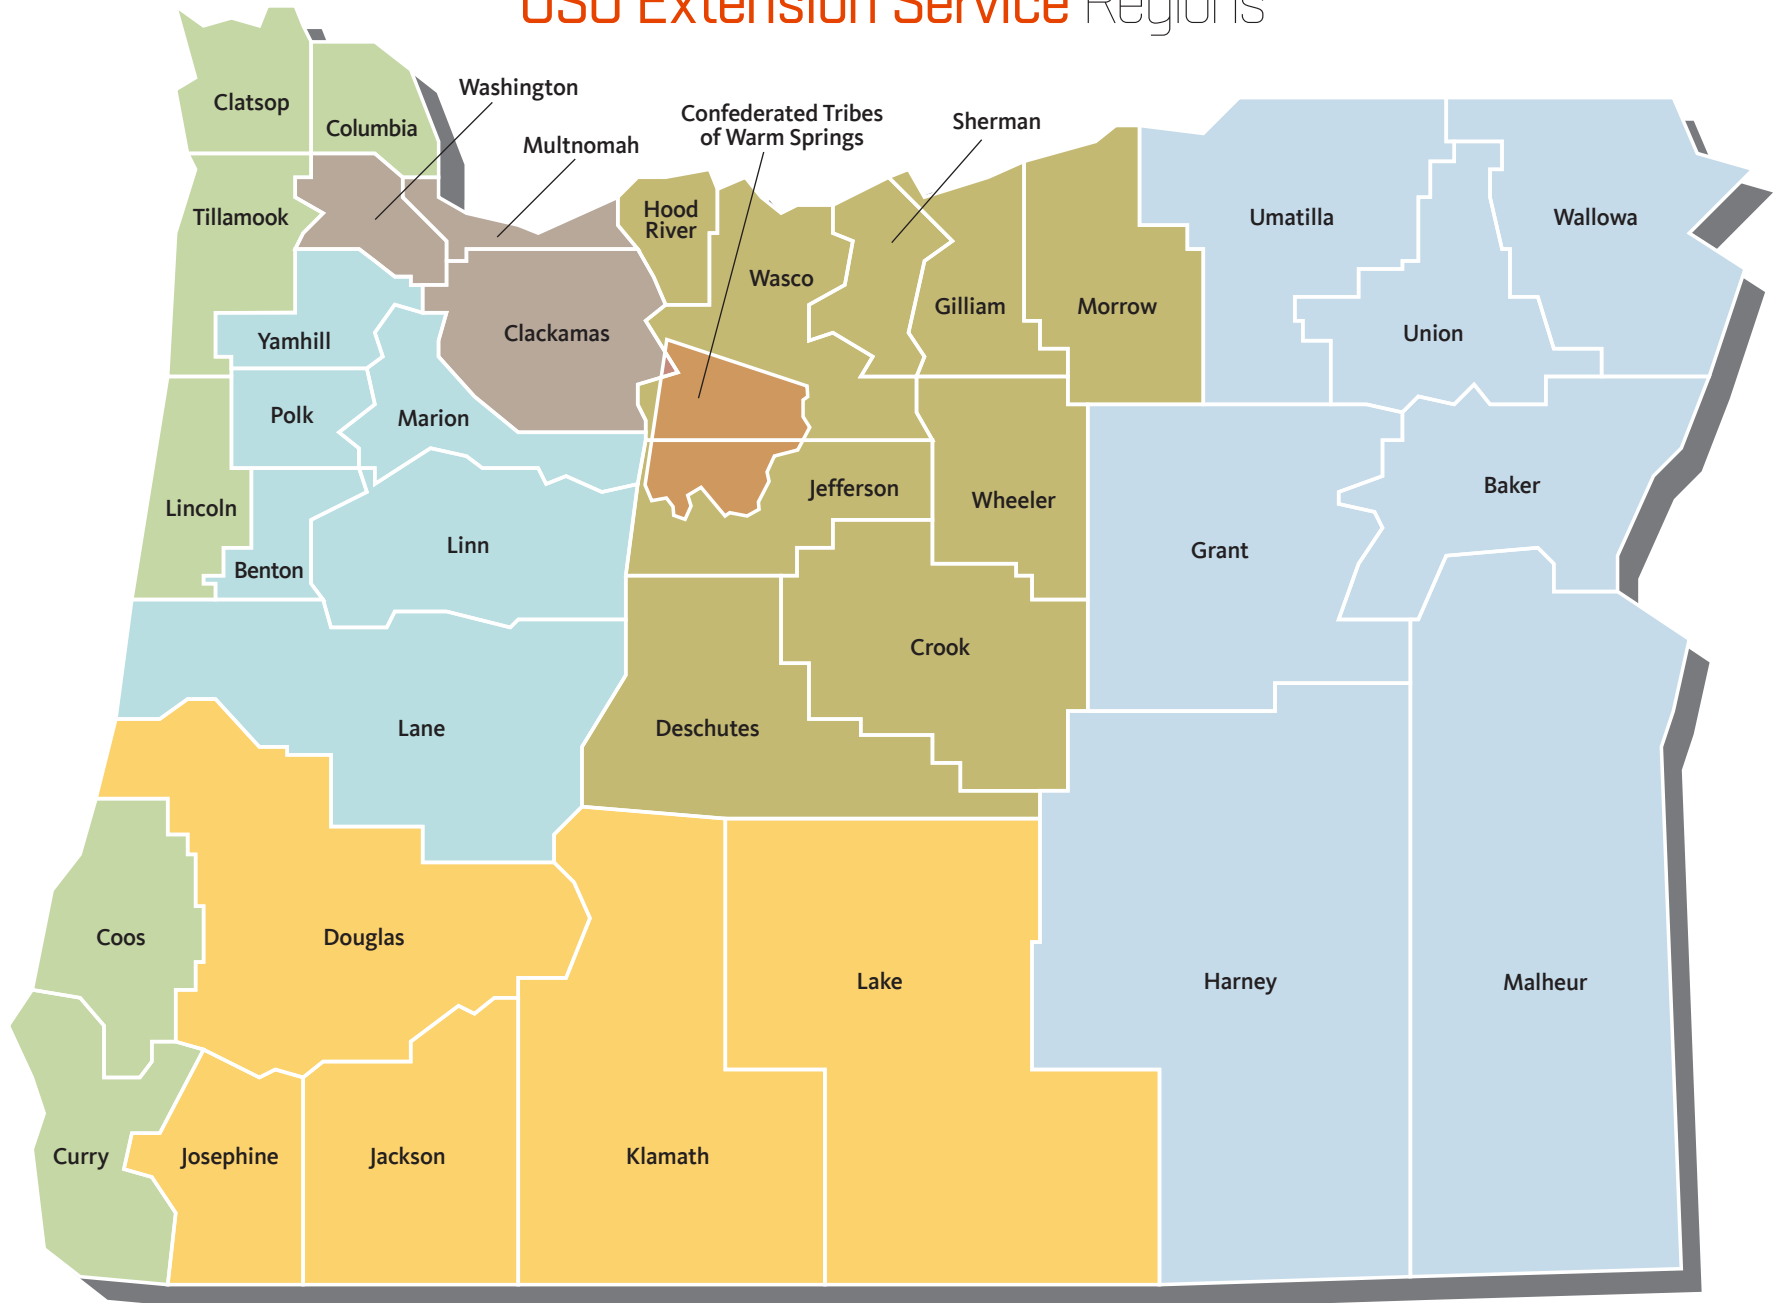 OSU Extension Service Regions
Clatsop
Columbia
Washington
Multnomah
Confederated Tribes
of Warm Springs
Sherman
Tillamook
Hood
River
Wasco
Gilliam
Morrow
Umatilla
Wallowa
Union
Yamhill
Clackamas
Polk
Marion
Lincoln
Benton
Linn
Jefferson
Wheeler
Grant
Baker
Crook
Lane
Deschutes
Coos
Douglas
Lake
Harney
Malheur
Curry
Josephine
Jackson
Klamath